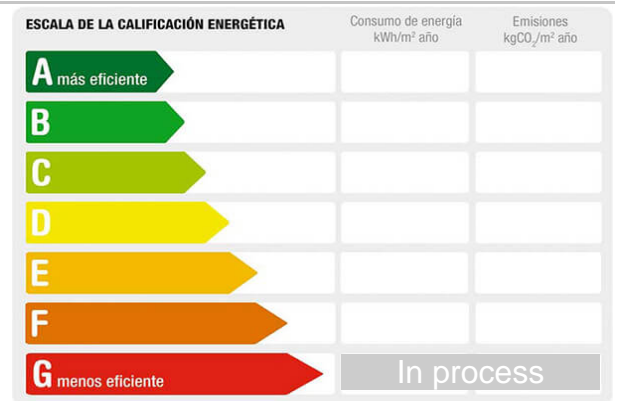 ESCALA DE LA CALIFICACIÓN ENERGÉTICA
Consumo de energía
kWh/m² año
Emisiones
kgCO₂/m² año
A más eficiente
B
C
D
E
F
G menos eficiente
In process